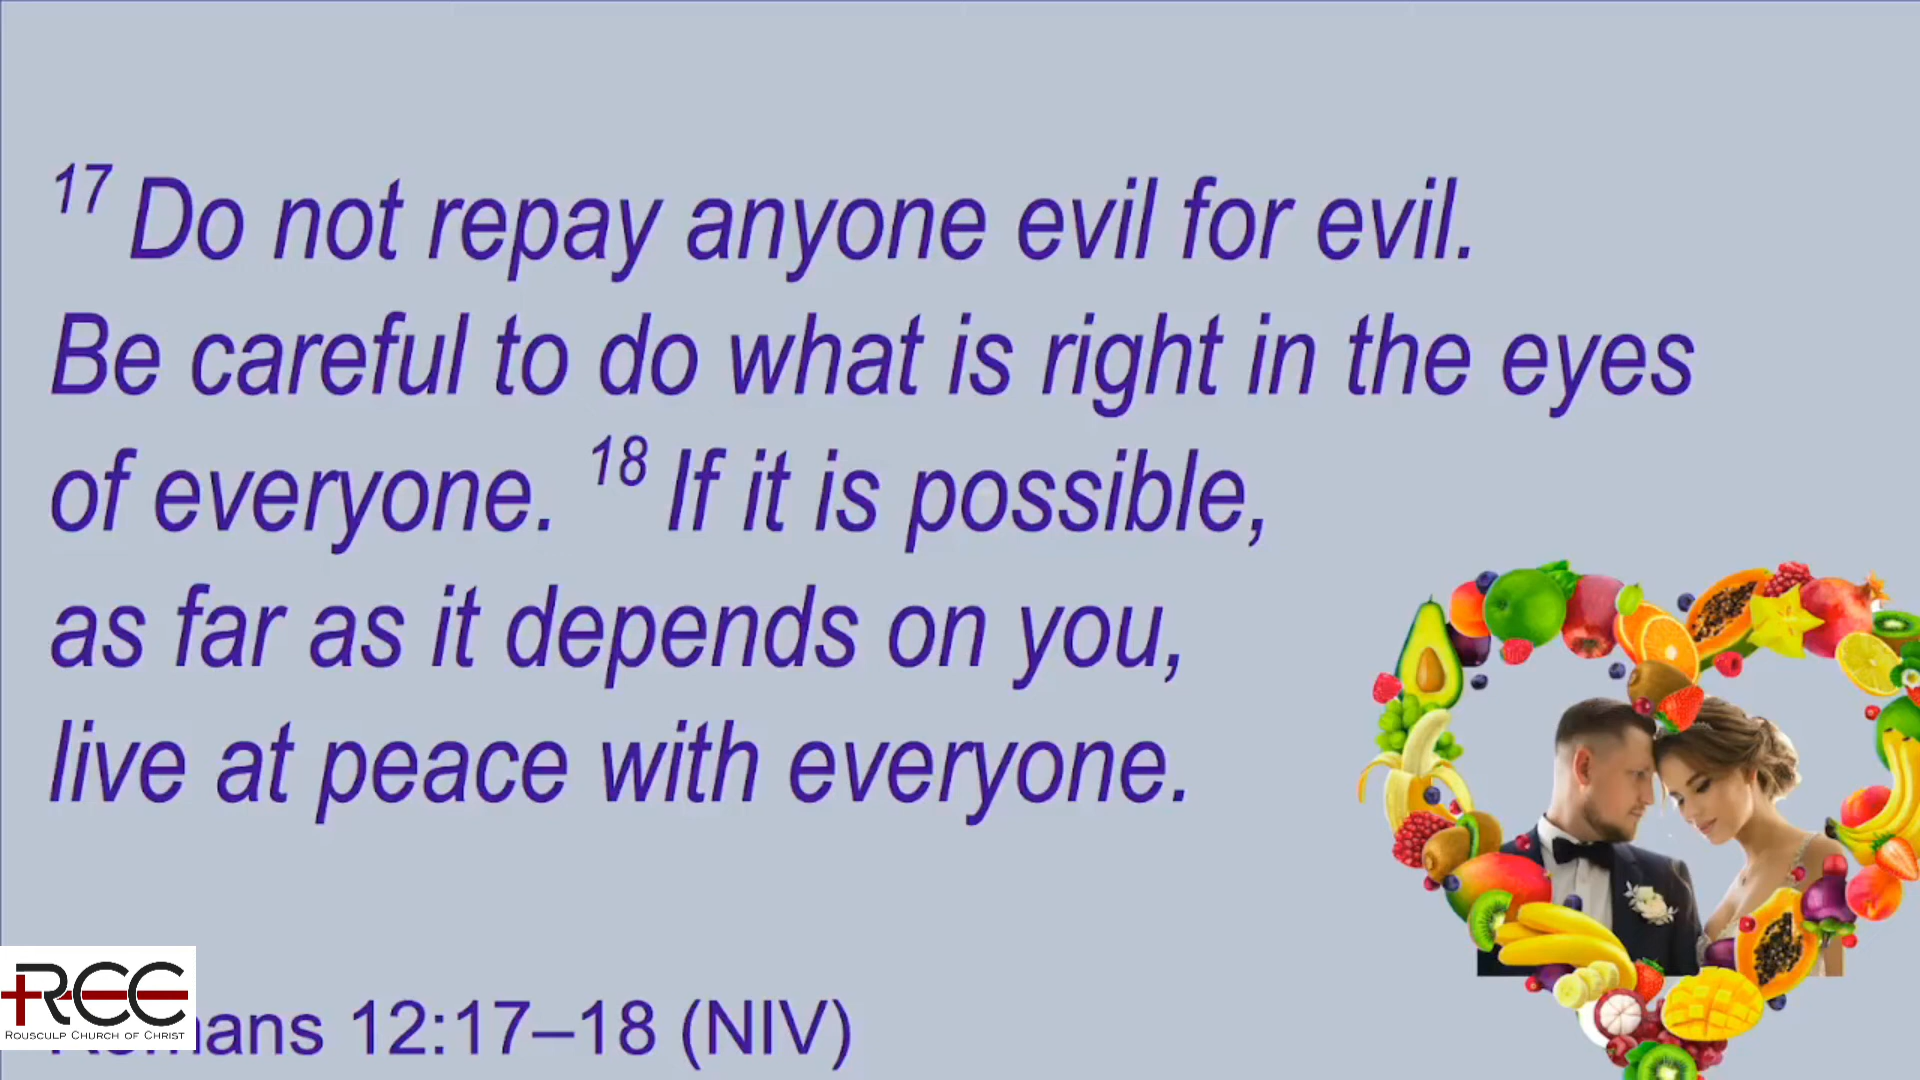 17 Do not repay anyone evil for evil.
Be careful to do what is right in the eyes
of everyone. 18 If it is possible,
as far as it depends on you,
live at peace with everyone.
RCC
Rousculp Church of Christ
Romans 12:17–18 (NIV)